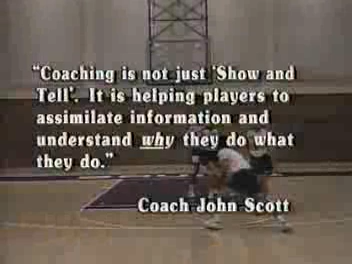 “Coaching is not just 'Show and
Tell'. It is helping players to
assimilate information and
understand why they do what
they do.”
Coach John Scott